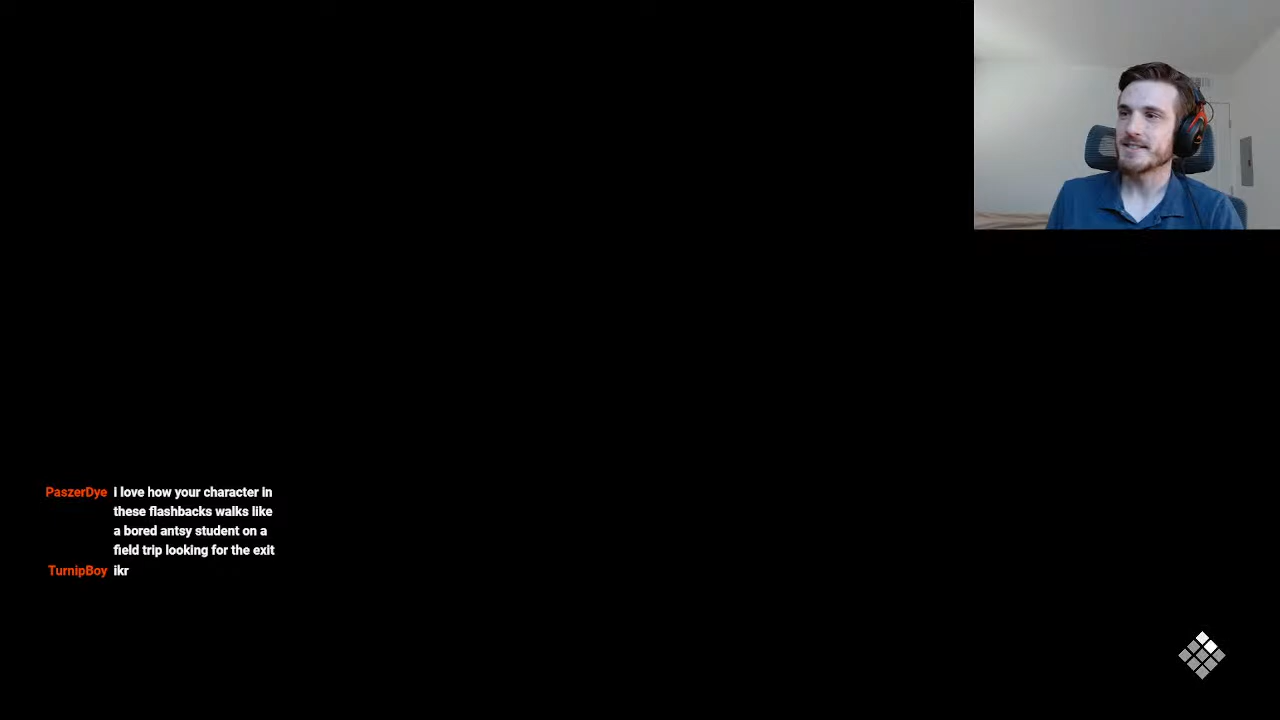 PaszerDye I love how your character in
these flashbacks walks like
a bored antsy student on a
field trip looking for the exit
TurnipBoy ikr